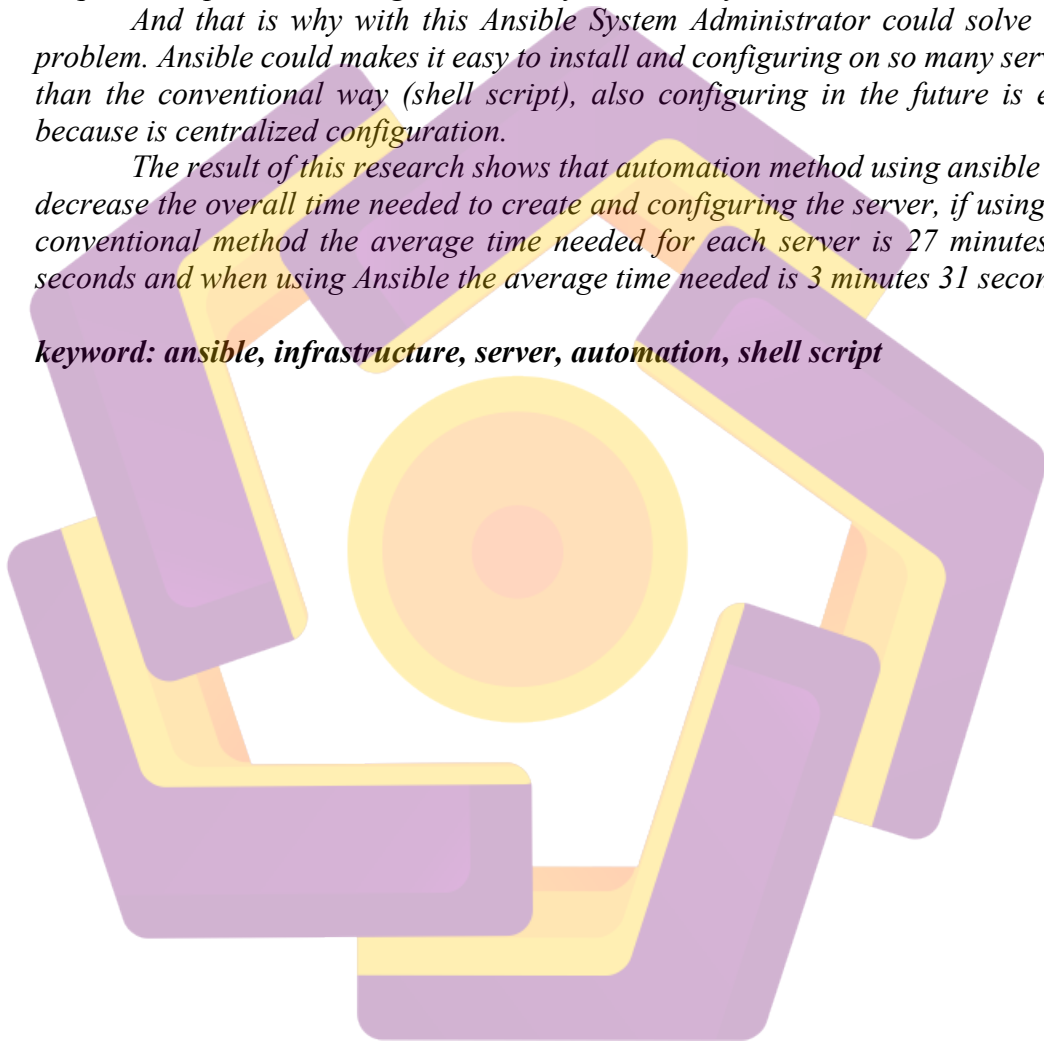 And that is why with this Ansible System Administrator could solve
problem. Ansible could makes it easy to install and configuring on so many serv
than the conventional way (shell script), also configuring in the future is e
because is centralized configuration.
The result of this research shows that automation method using ansible
decrease the overall time needed to create and configuring the server, if using
conventional method the average time needed for each server is 27 minutes
seconds and when using Ansible the average time needed is 3 minutes 31 secon
keyword: ansible, infrastructure, server, automation, shell script